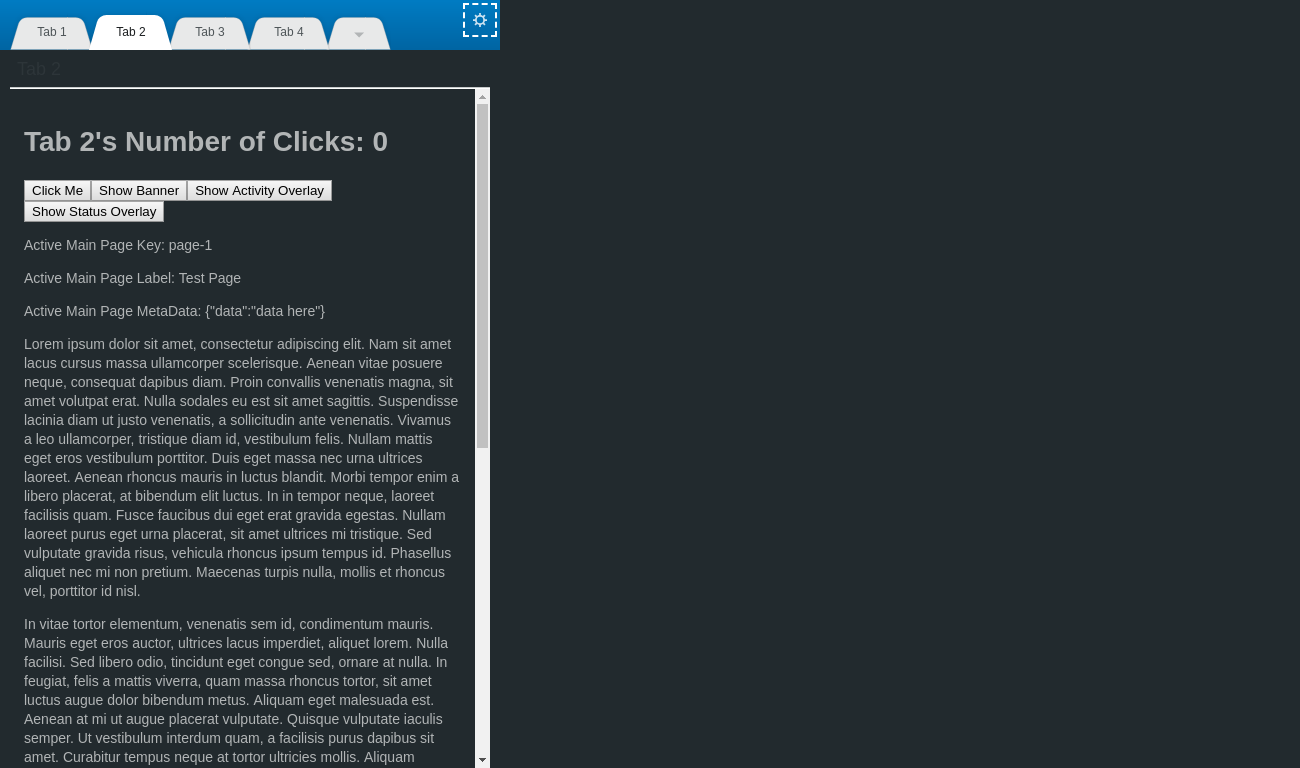 Tab 1
Tab 2
Tab 3
Tab 4
Tab 2
Tab 2's Number of Clicks: 0
Click Me Show Banner Show Activity Overlay
Show Status Overlay
Active Main Page Key: page-1
Active Main Page Label: Test Page
Active Main Page MetaData: {"data":"data here"}
Lorem ipsum dolor sit amet, consectetur adipiscing elit. Nam sit amet
lacus cursus massa ullamcorper scelerisque. Aenean vitae posuere
neque, consequat dapibus diam. Proin convallis venenatis magna, sit
amet volutpat erat. Nulla sodales eu est sit amet sagittis. Suspendisse
lacinia diam ut justo venenatis, a sollicitudin ante venenatis. Vivamus
a leo ullamcorper, tristique diam id, vestibulum felis. Nullam mattis
eget eros vestibulum porttitor. Duis eget massa nec urna ultrices
laoreet. Aenean rhoncus mauris in luctus blandit. Morbi tempor enim a
libero placerat, at bibendum elit luctus. In in tempor neque, laoreet
facilisis quam. Fusce faucibus dui eget erat gravida egestas. Nullam
laoreet purus eget urna placerat, sit amet ultrices mi tristique. Sed
vulputate gravida risus, vehicula rhoncus ipsum tempus id. Phasellus
aliquet nec mi non pretium. Maecenas turpis nulla, mollis et rhoncus
vel, porttitor id nisl.
In vitae tortor elementum, venenatis sem id, condimentum mauris.
Mauris eget eros auctor, ultrices lacus imperdiet, aliquet lorem. Nulla
facilisi. Sed libero odio, tincidunt eget congue sed, ornare at nulla. In
feugiat, felis a mattis viverra, quam massa rhoncus tortor, sit amet
luctus augue dolor bibendum metus. Aliquam eget malesuada est.
Aenean at mi ut augue placerat vulputate. Quisque vulputate iaculis
semper. Ut vestibulum interdum quam, a facilisis purus dapibus sit
amet. Curabitur tempus neque at tortor ultricies mollis. Aliquam